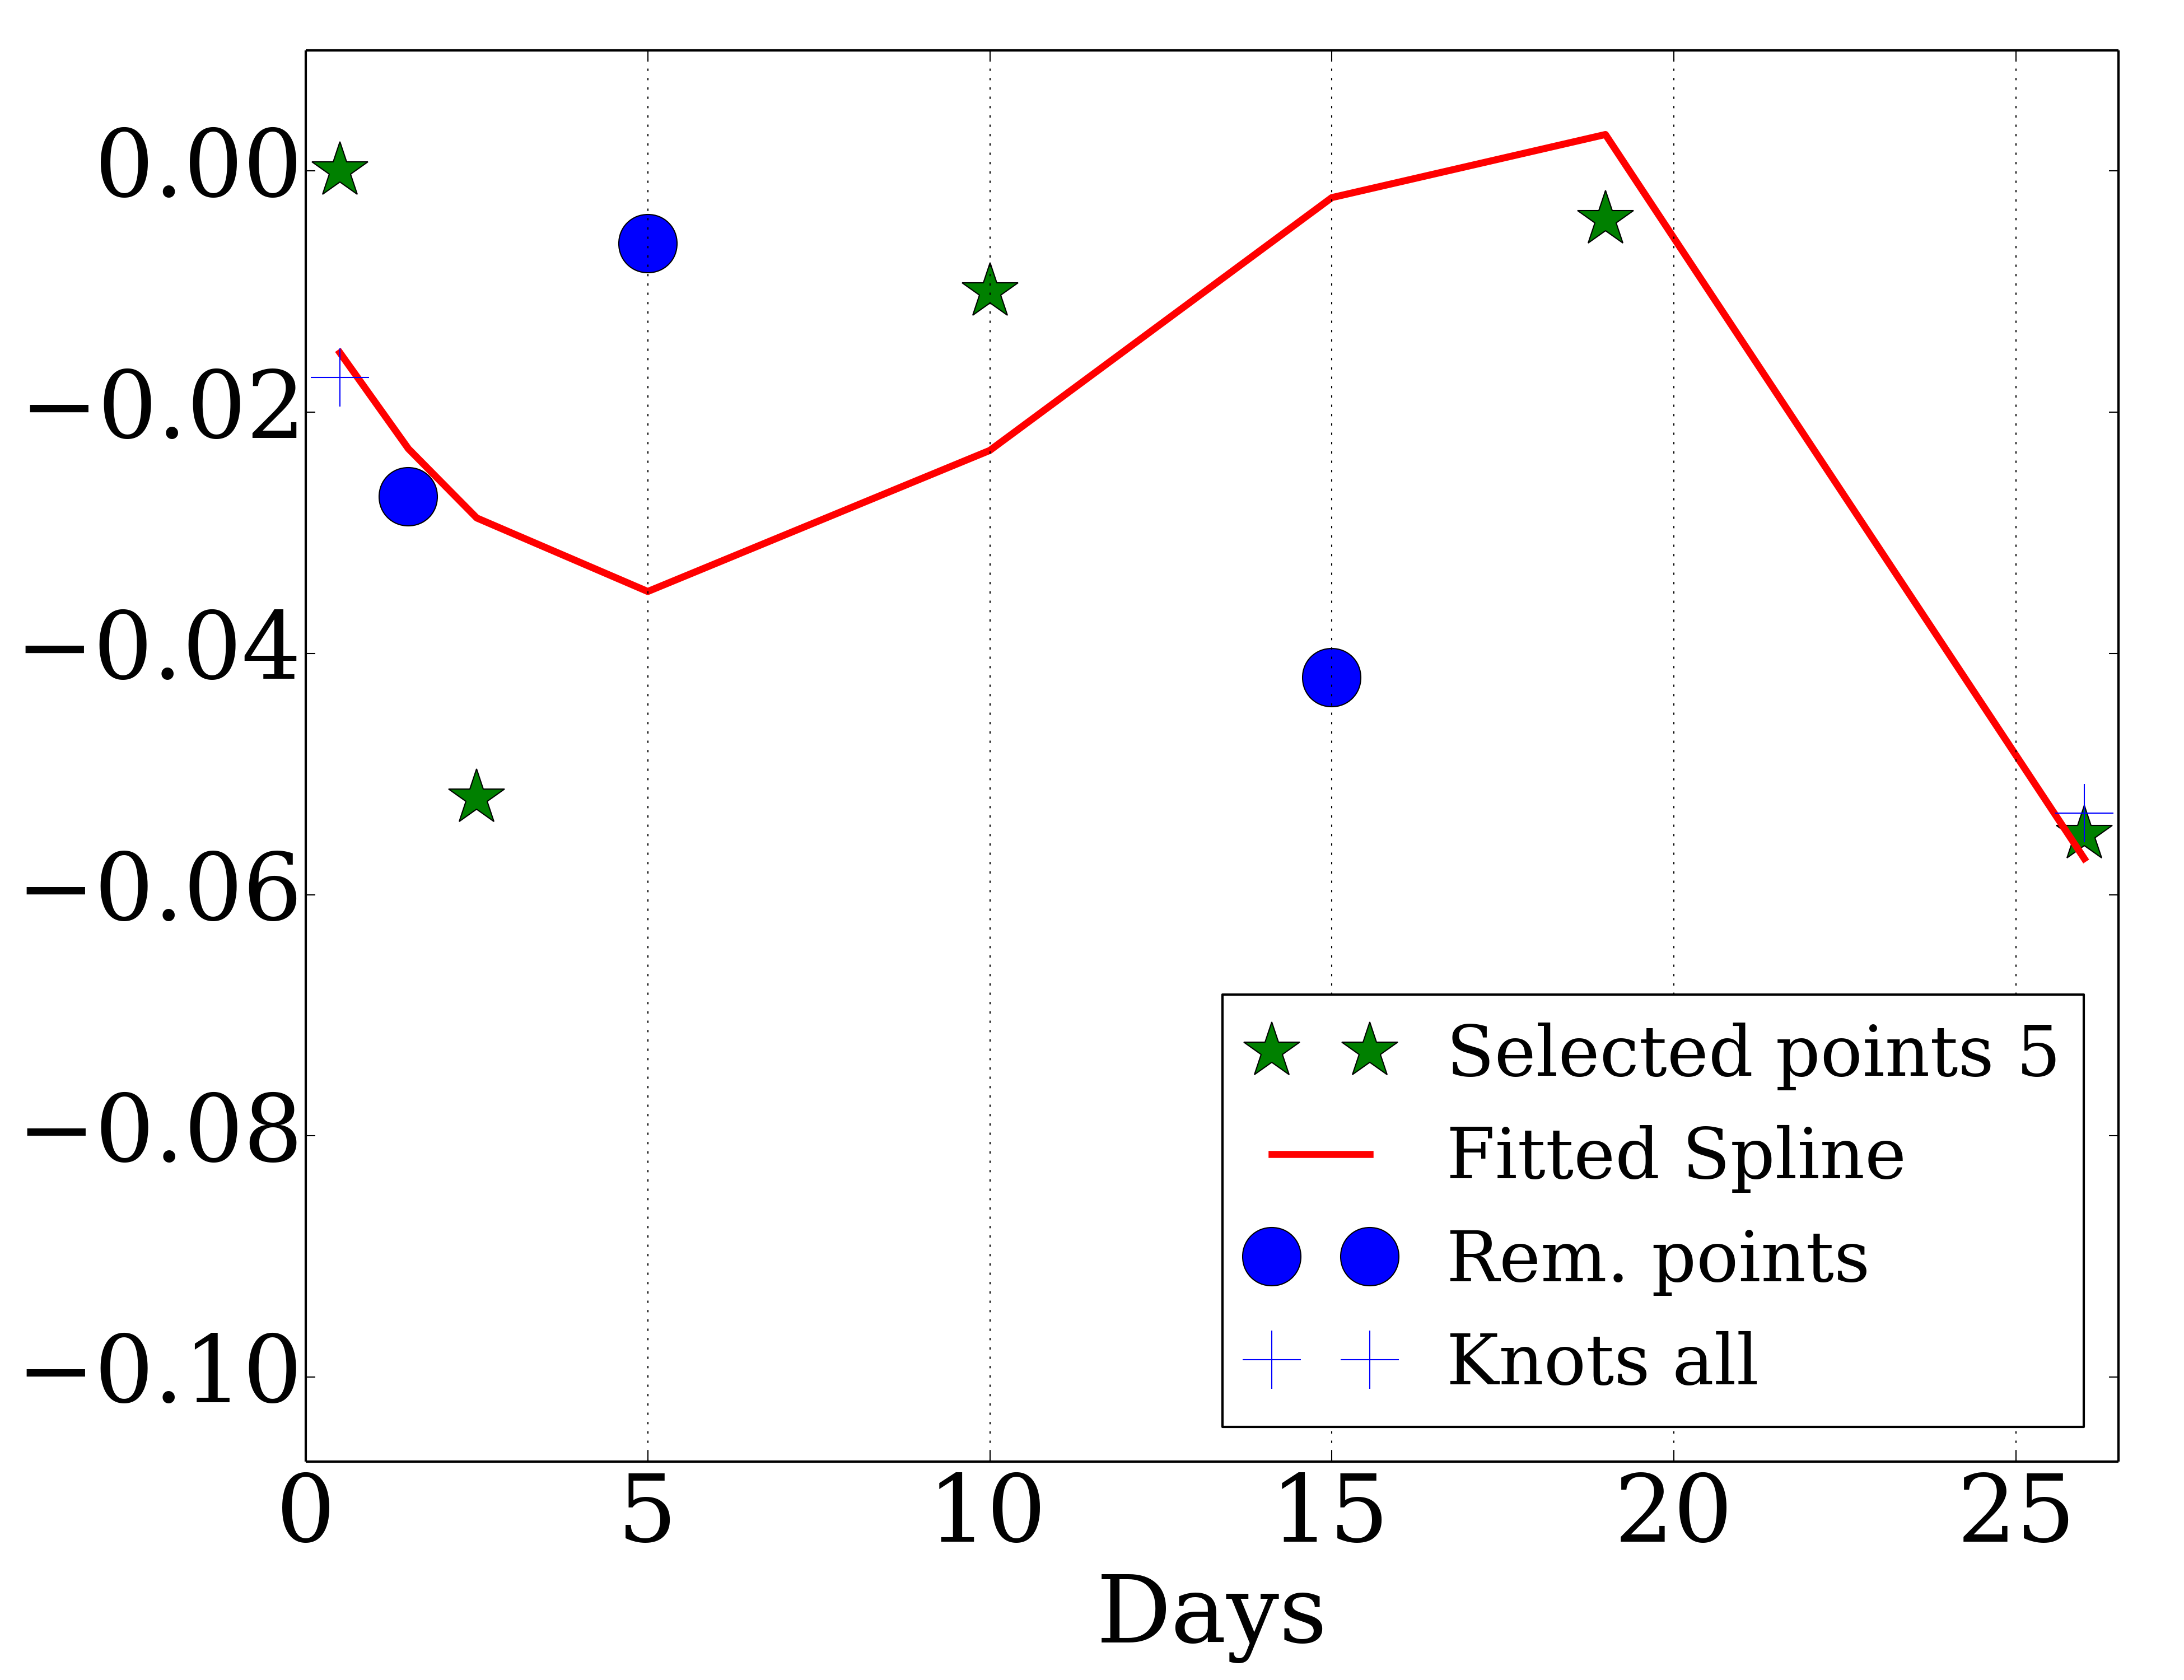 0.00
−0.02
−0.04
−0.06
−0.08
−0.10
Selected points 5
Fitted Spline
Rem. points
Knots all
0 5 10 15 20 25
Days